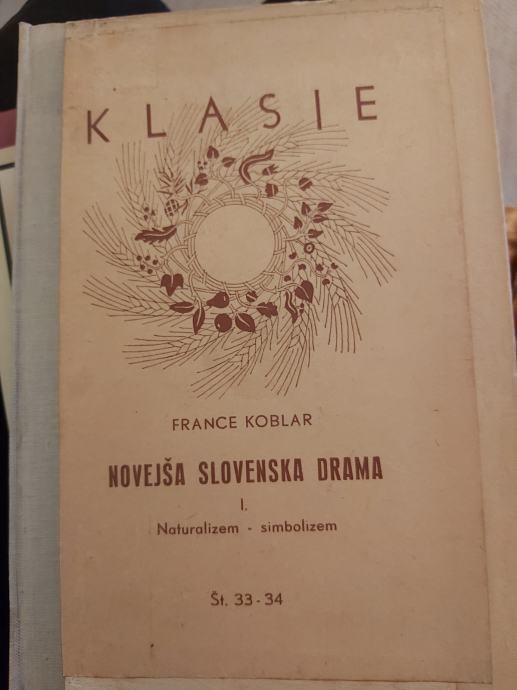 KLASJE
FRANCE KOBLAR
NOVEJŠA SLOVENSKA DRAMA
I.
Naturalizem - simbolizem
Št. 33-34